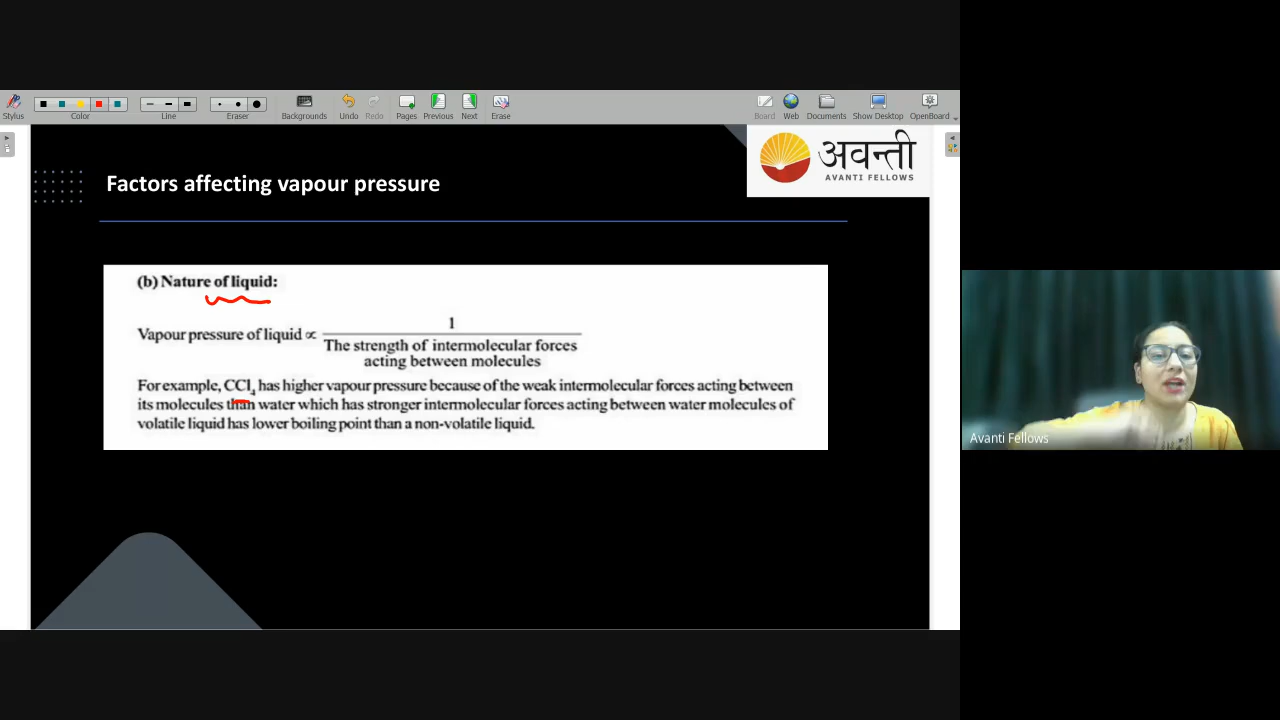 Stylus
Color
Line
Eraser
Backgrounds
Undo
Redo
Pages
Previous
Next
Erase
Board
Web
Documents
Show Desktop
OpenBoard
अवन्ती
AVANTI FELLOWS
Factors affecting vapour pressure
(b) Nature of liquid:
Vapour pressure of liquid ∝ 1
The strength of intermolecular forces
acting between molecules
For example, CCl₄ has higher vapour pressure because of the weak intermolecular forces acting between
its molecules than water which has stronger intermolecular forces acting between water molecules of
volatile liquid has lower boiling point than a non-volatile liquid.
Avanti Fellows